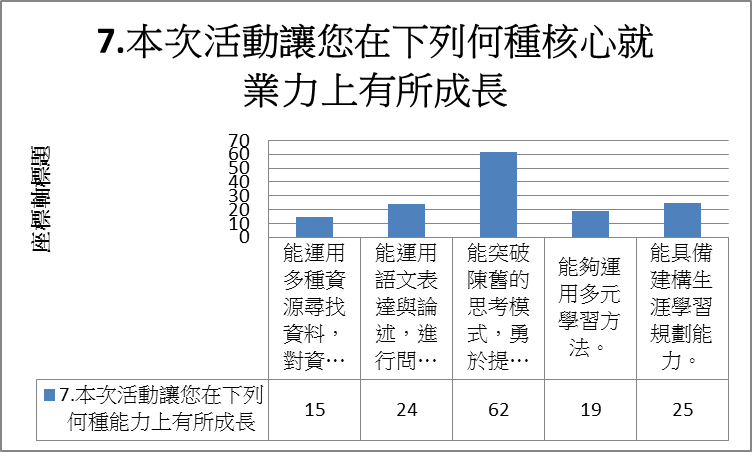 7.本次活動讓您在下列何種核心就
業力上有所成長
座標軸標題
70
60
50
40
30
20
10
0
能運用
多種資
源尋找
資料，
對資…
能運用
語文表
達與論
述，進
行問…
能突破
陳舊的
思考模
式，勇
於提…
能夠運
用多元
學習方
法。
能具備
建構生
涯學習
規劃能
力。
7.本次活動讓您在下列
何種能力上有所成長
15
24
62
19
25